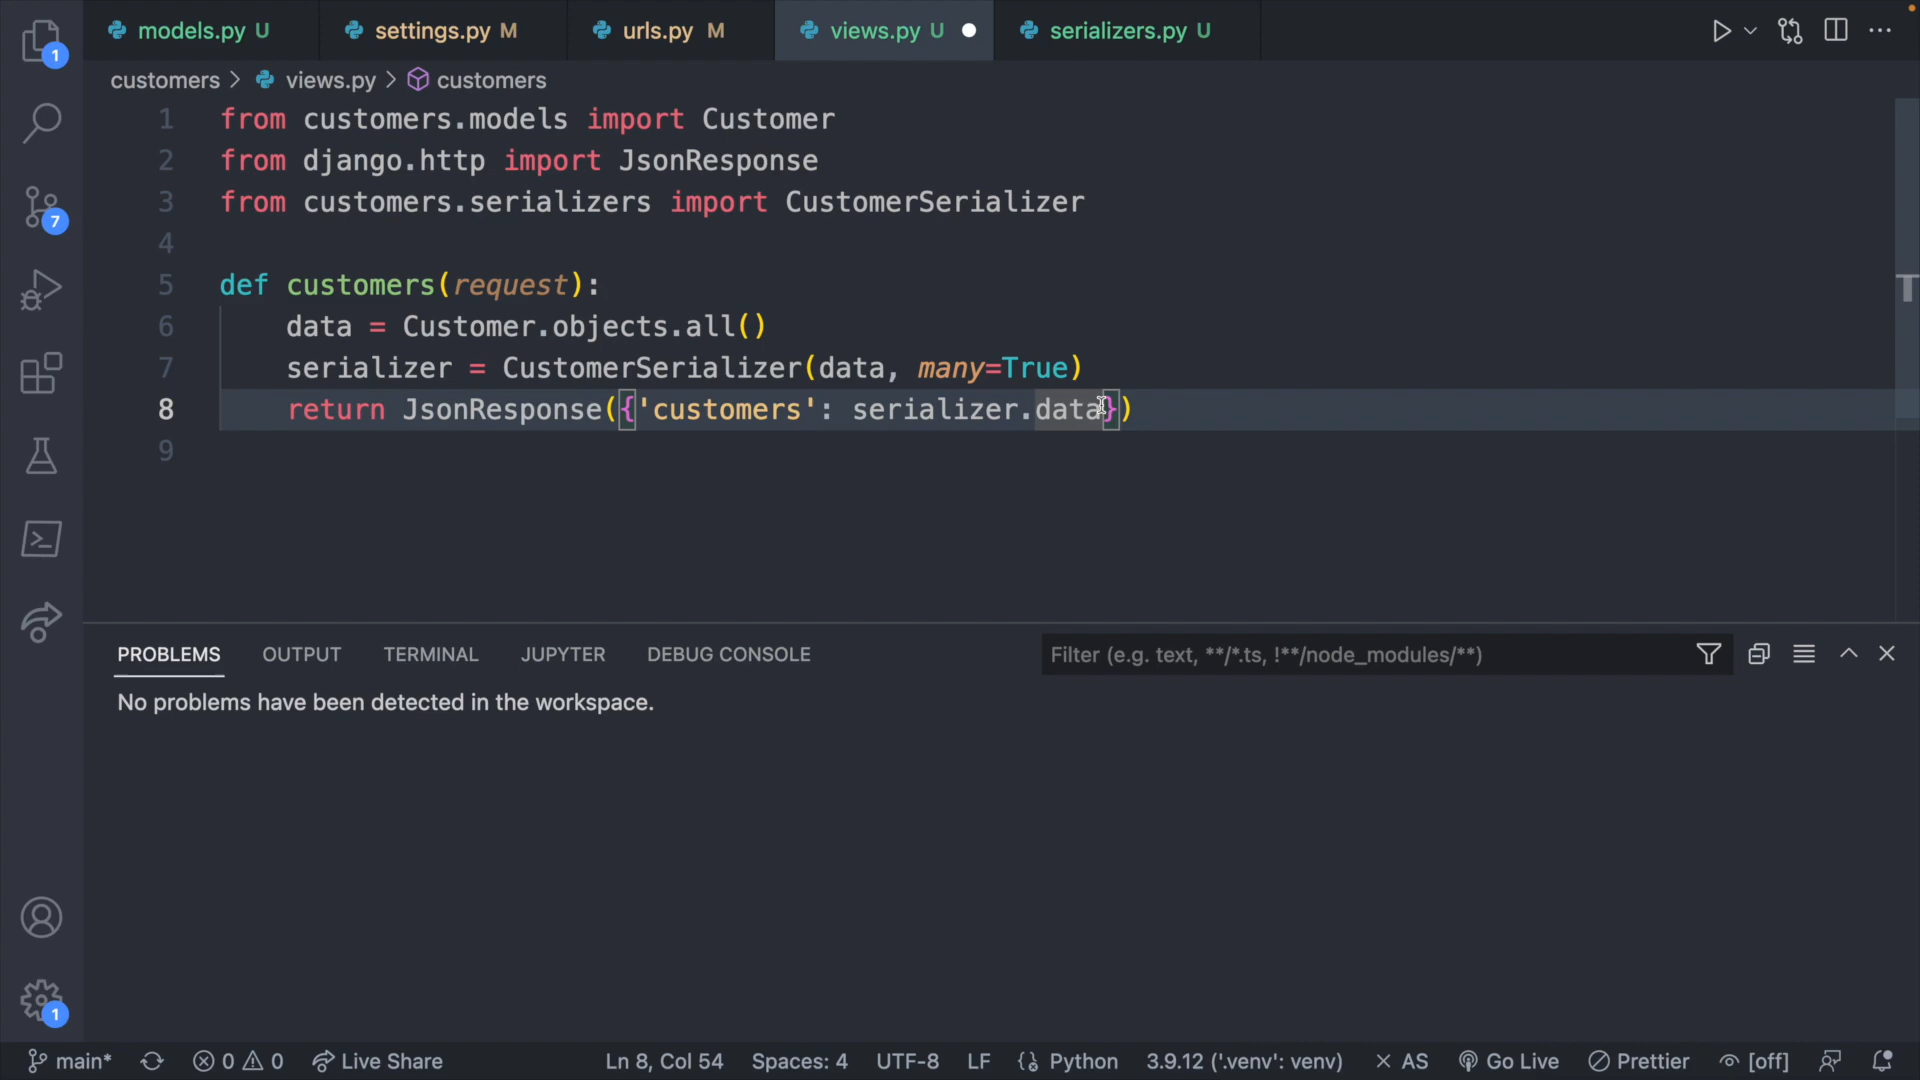 models.py U
settings.py M
urls.py M
views.py U
serializers.py U
1
customers > views.py > customers
1 from customers.models import Customer
2 from django.http import JsonResponse
3 from customers.serializers import CustomerSerializer
4
5 def customers(request):
6 data = Customer.objects.all()
7 serializer = CustomerSerializer(data, many=True)
8 return JsonResponse({'customers': serializer.data})
9
7
PROBLEMS OUTPUT TERMINAL JUPYTER DEBUG CONSOLE
Filter (e.g. text, **/*.ts, !**/node_modules/**)
No problems have been detected in the workspace.
1
main* 0 0 Live Share Ln 8, Col 54 Spaces: 4 UTF-8 LF Python 3.9.12 ('.venv': venv) AS Go Live Prettier [off]